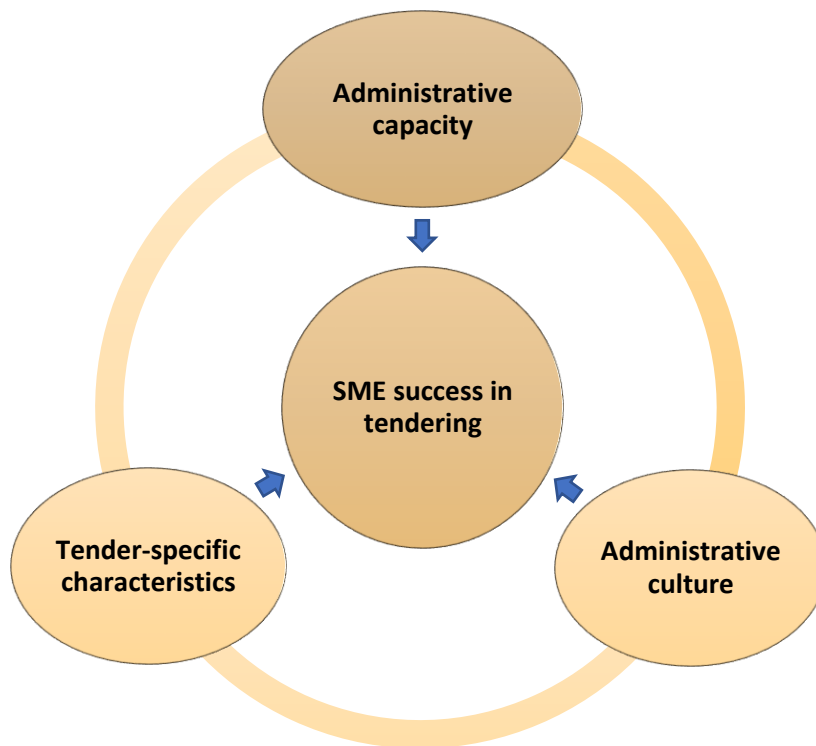 Administrative
capacity
SME success in
tendering
Tender-specific
characteristics
Administrative
culture